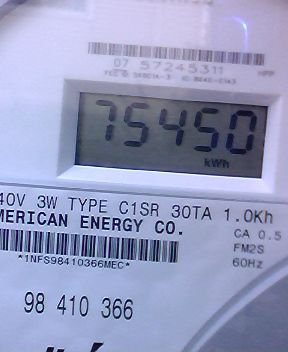 07 57245311
HPP
75450
kWh
40V 3W TYPE C1SR 30TA 1.0Kh
MERICAN ENERGY CO.
CA 0.5
FM2S
*1NFS98410366MEC*
60Hz
98 410 366